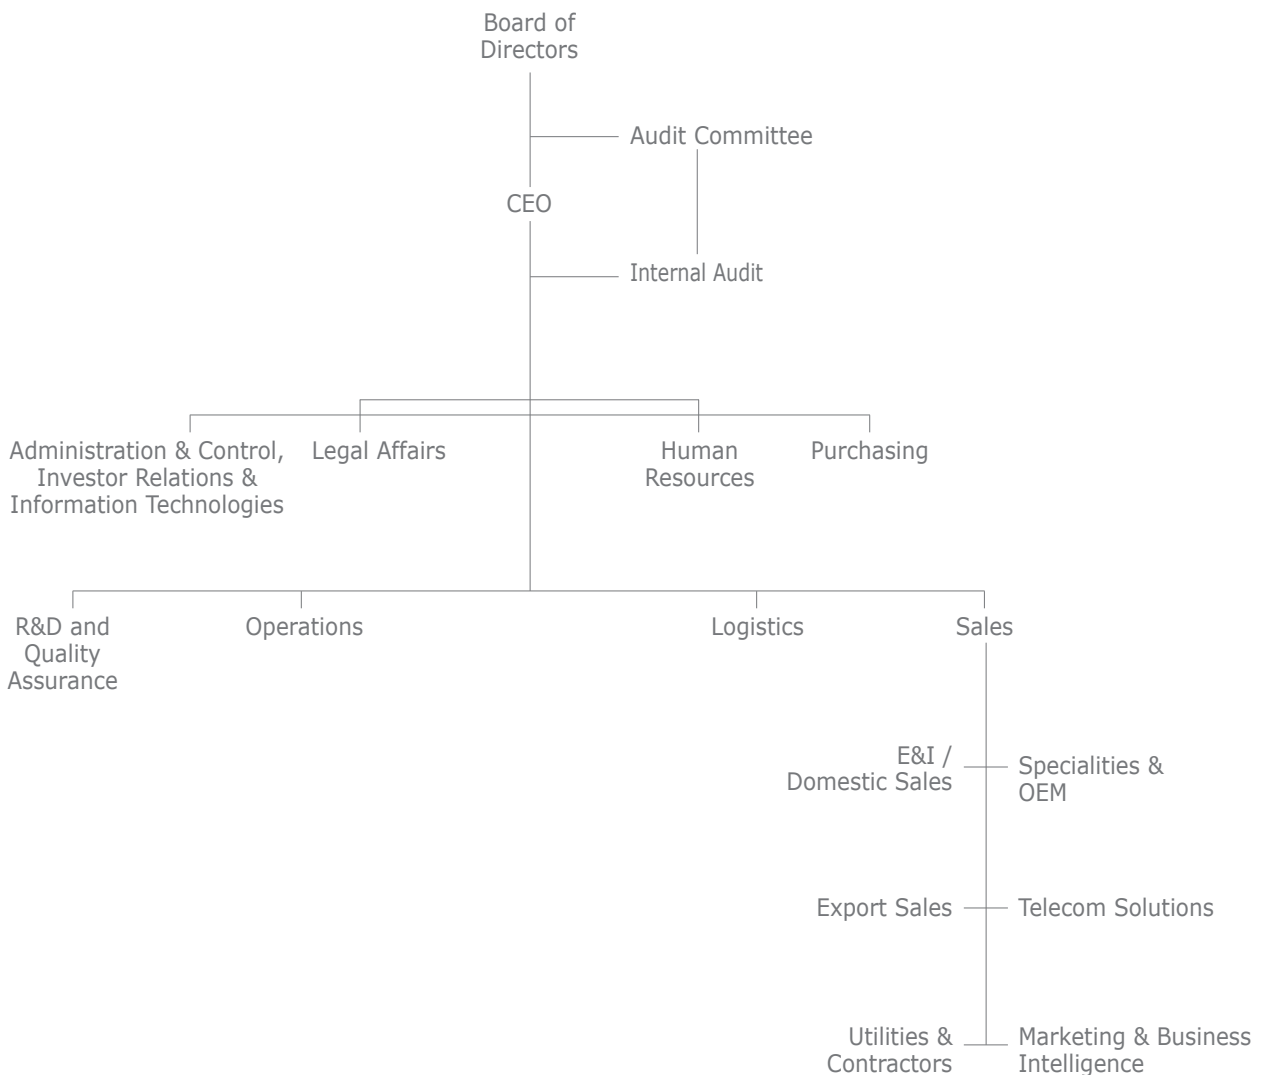 Board of
Directors
Audit Committee
CEO
Internal Audit
Administration & Control,
Investor Relations &
Information Technologies
Legal Affairs
Human
Resources
Purchasing
R&D and
Quality
Assurance
Operations
Logistics
Sales
E&I /
Domestic Sales
Specialities &
OEM
Export Sales
Telecom Solutions
Utilities &
Contractors
Marketing & Business
Intelligence